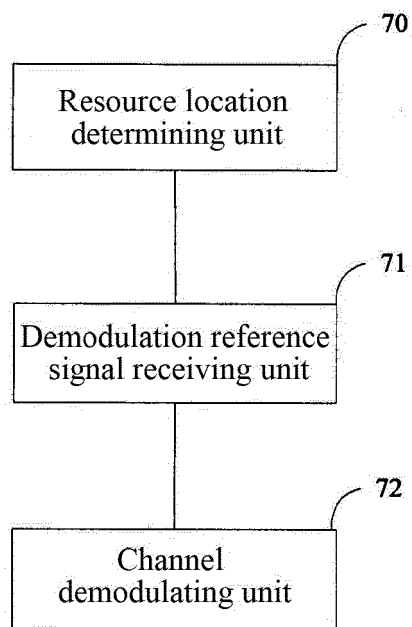 70
Resource location
determining unit
71
Demodulation reference
signal receiving unit
72
Channel
demodulating unit